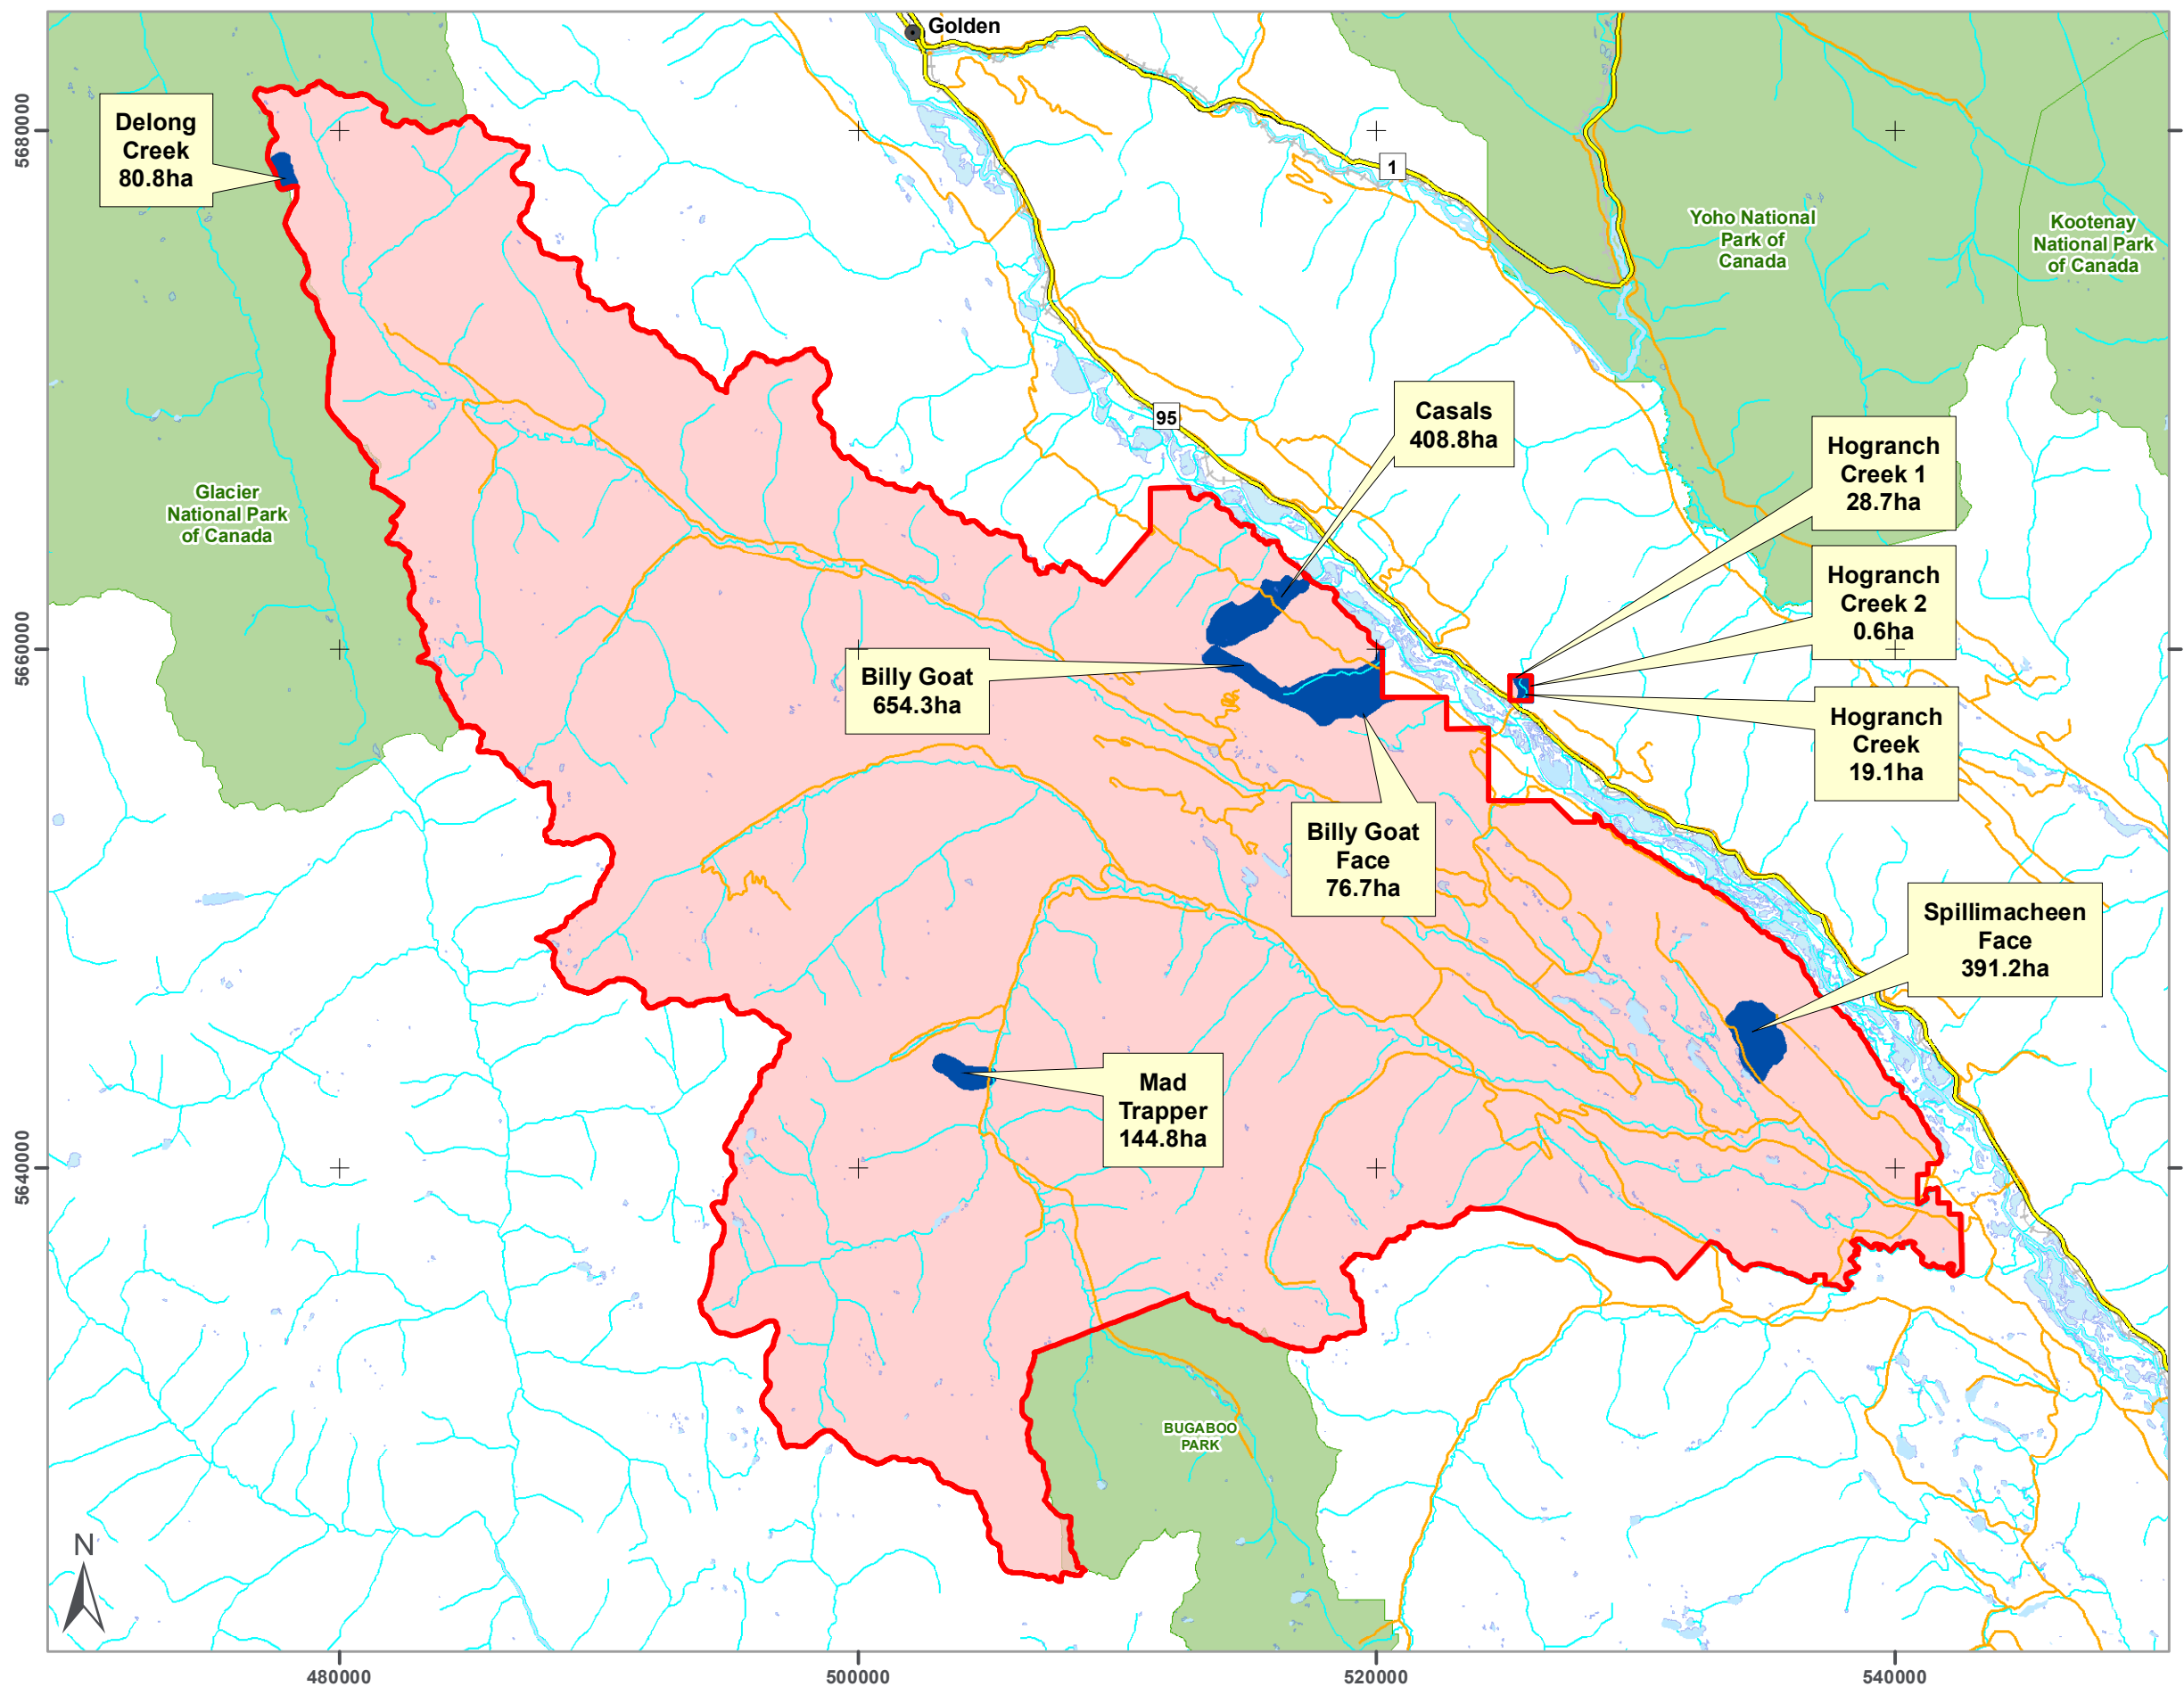 Golden
5680000
Delong
Creek
80.8ha
1
Yoho National
Park of
Canada
Kootenay
National Park
of Canada
95
Casals
408.8ha
Hogranch
Creek 1
28.7ha
Glacier
National Park
of Canada
Hogranch
Creek 2
0.6ha
5660000
Billy Goat
654.3ha
Hogranch
Creek
19.1ha
Billy Goat
Face
76.7ha
Spillimacheen
Face
391.2ha
Mad
Trapper
144.8ha
5640000
BUGABOO
PARK
N
480000
500000
520000
540000